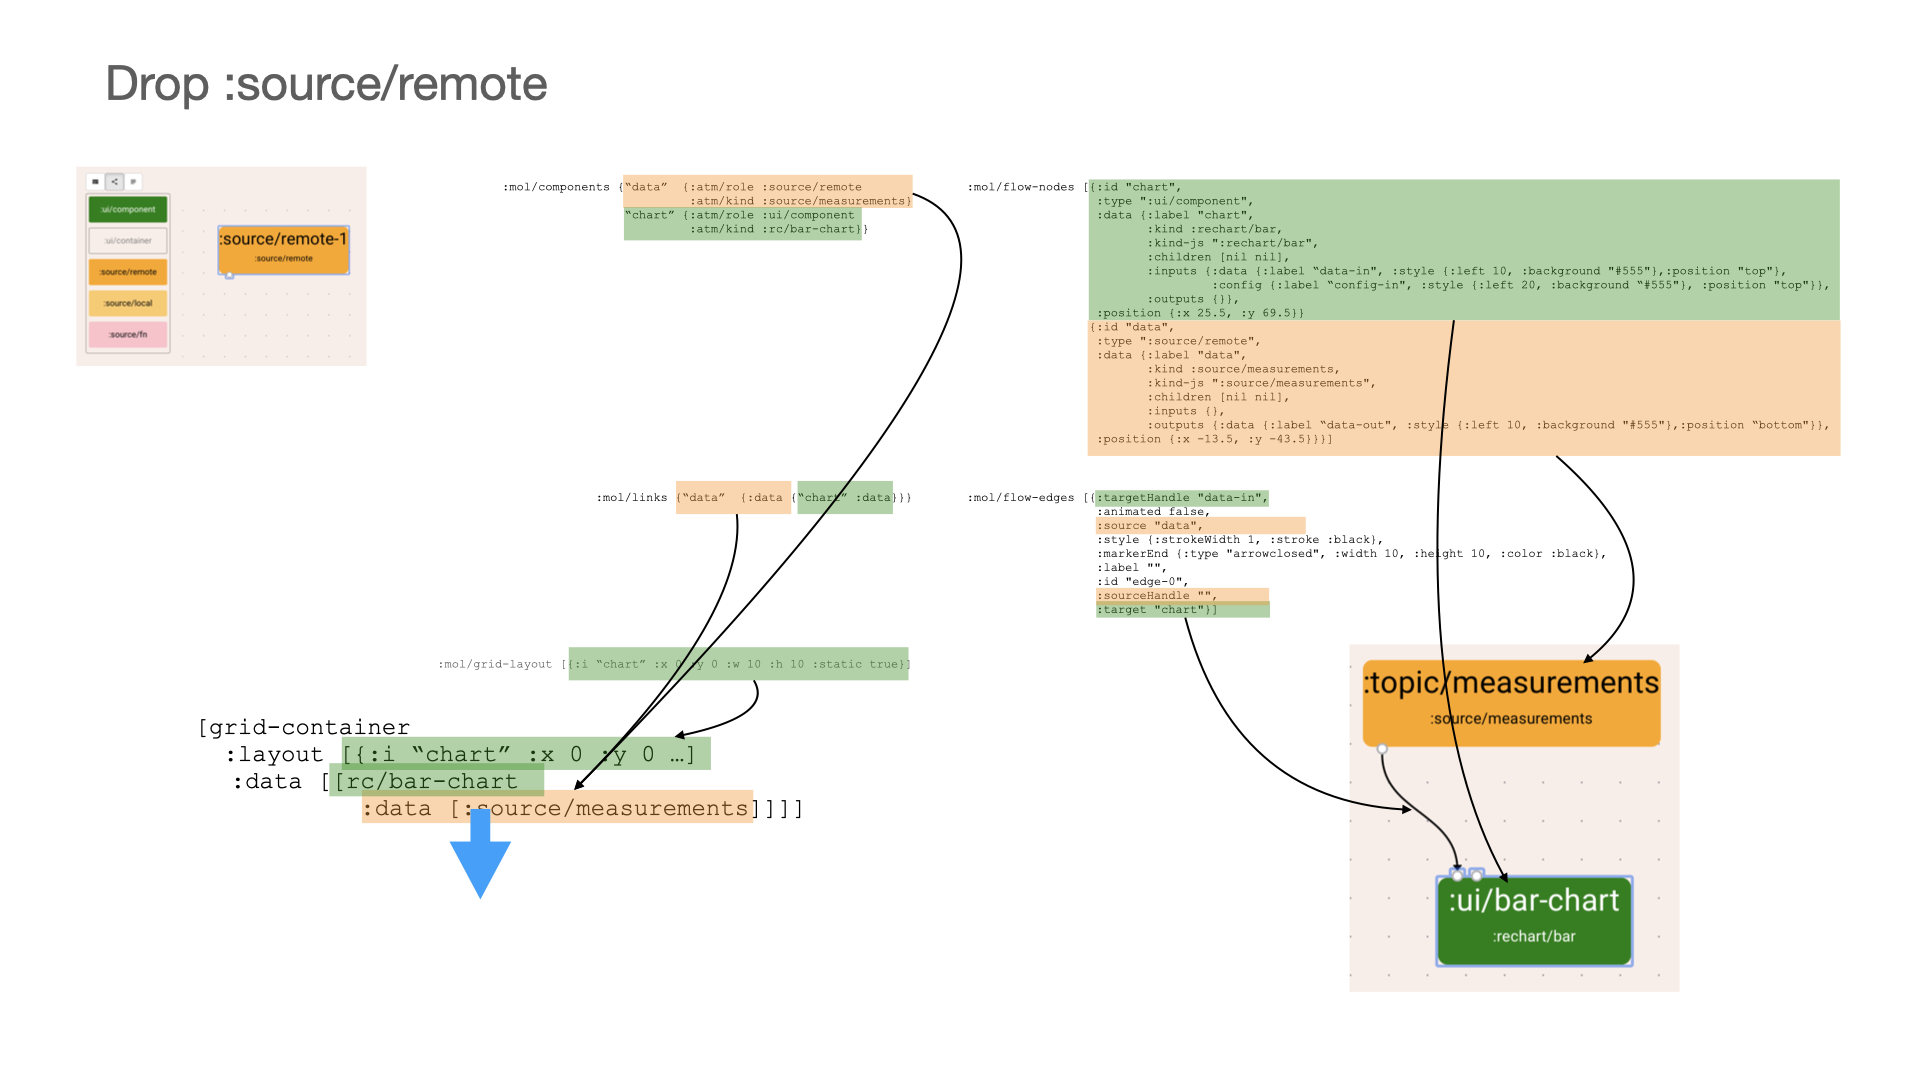 Drop :source/remote
:ui/component
:ui/container
:source/remote
:source/local
:source/fn
:source/remote-1
:source/remote
:mol/components {“data”  {:atm/role :source/remote
:atm/kind :source/measurements}
“chart” {:atm/role :ui/component
:atm/kind :rc/bar-chart}}
:mol/links {“data”  {:data {“chart” :data}}}
:mol/grid-layout [{:i “chart” :x 0 :y 0 :w 10 :h 10 :static true}]
[grid-container
:layout [{:i “chart” :x 0 :y 0 …]
:data [[rc/bar-chart
:data [:source/measurements]]]]
:mol/flow-nodes [{:id "chart",
:type ":ui/component",
:data {:label "chart",
:kind :rechart/bar,
:kind-js ":rechart/bar",
:children [nil nil],
:inputs {:data {:label “data-in", :style {:left 10, :background "#555"},:position "top"},
:config {:label “config-in", :style {:left 20, :background “#555"}, :position "top"}},
:outputs {}},
:position {:x 25.5, :y 69.5}}
{:id "data",
:type ":source/remote",
:data {:label "data",
:kind :source/measurements,
:kind-js ":source/measurements",
:children [nil nil],
:inputs {},
:outputs {:data {:label “data-out", :style {:left 10, :background "#555"},:position “bottom"}},
:position {:x -13.5, :y -43.5}}}]
:mol/flow-edges [{:targetHandle "data-in",
:animated false,
:source "data",
:style {:strokeWidth 1, :stroke :black},
:markerEnd {:type "arrowclosed", :width 10, :height 10, :color :black},
:label "",
:id "edge-0",
:sourceHandle "",
:target "chart"}]
:topic/measurements
:source/measurements
:ui/bar-chart
:rechart/bar